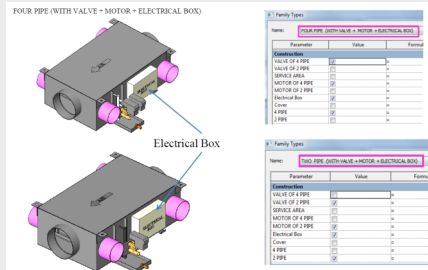 FOUR PIPE (WITH VALVE + MOTOR + ELECTRICAL BOX)
Electrical Box
ELECTRICAL
BOX
Family Types
Name: FOUR PIPE (WITH VALVE + MOTOR + ELECTRICAL BOX)
Parameter Value Formul
Construction
VALVE OF 4 PIPE =
VALVE OF 2 PIPE =
SERVICE AREA =
MOTOR OF 4 PIPE =
MOTOR OF 2 PIPE =
Electrical Box =
Cover =
4 PIPE =
2 PIPE =
Family Types
Name: TWO PIPE (WITH VALVE + MOTOR + ELECTRICAL BOX)
Parameter Value Formu
Construction
VALVE OF 4 PIPE =
VALVE OF 2 PIPE =
SERVICE AREA =
MOTOR OF 4 PIPE =
MOTOR OF 2 PIPE =
Electrical Box =
Cover =
4 PIPE =
2 PIPE =